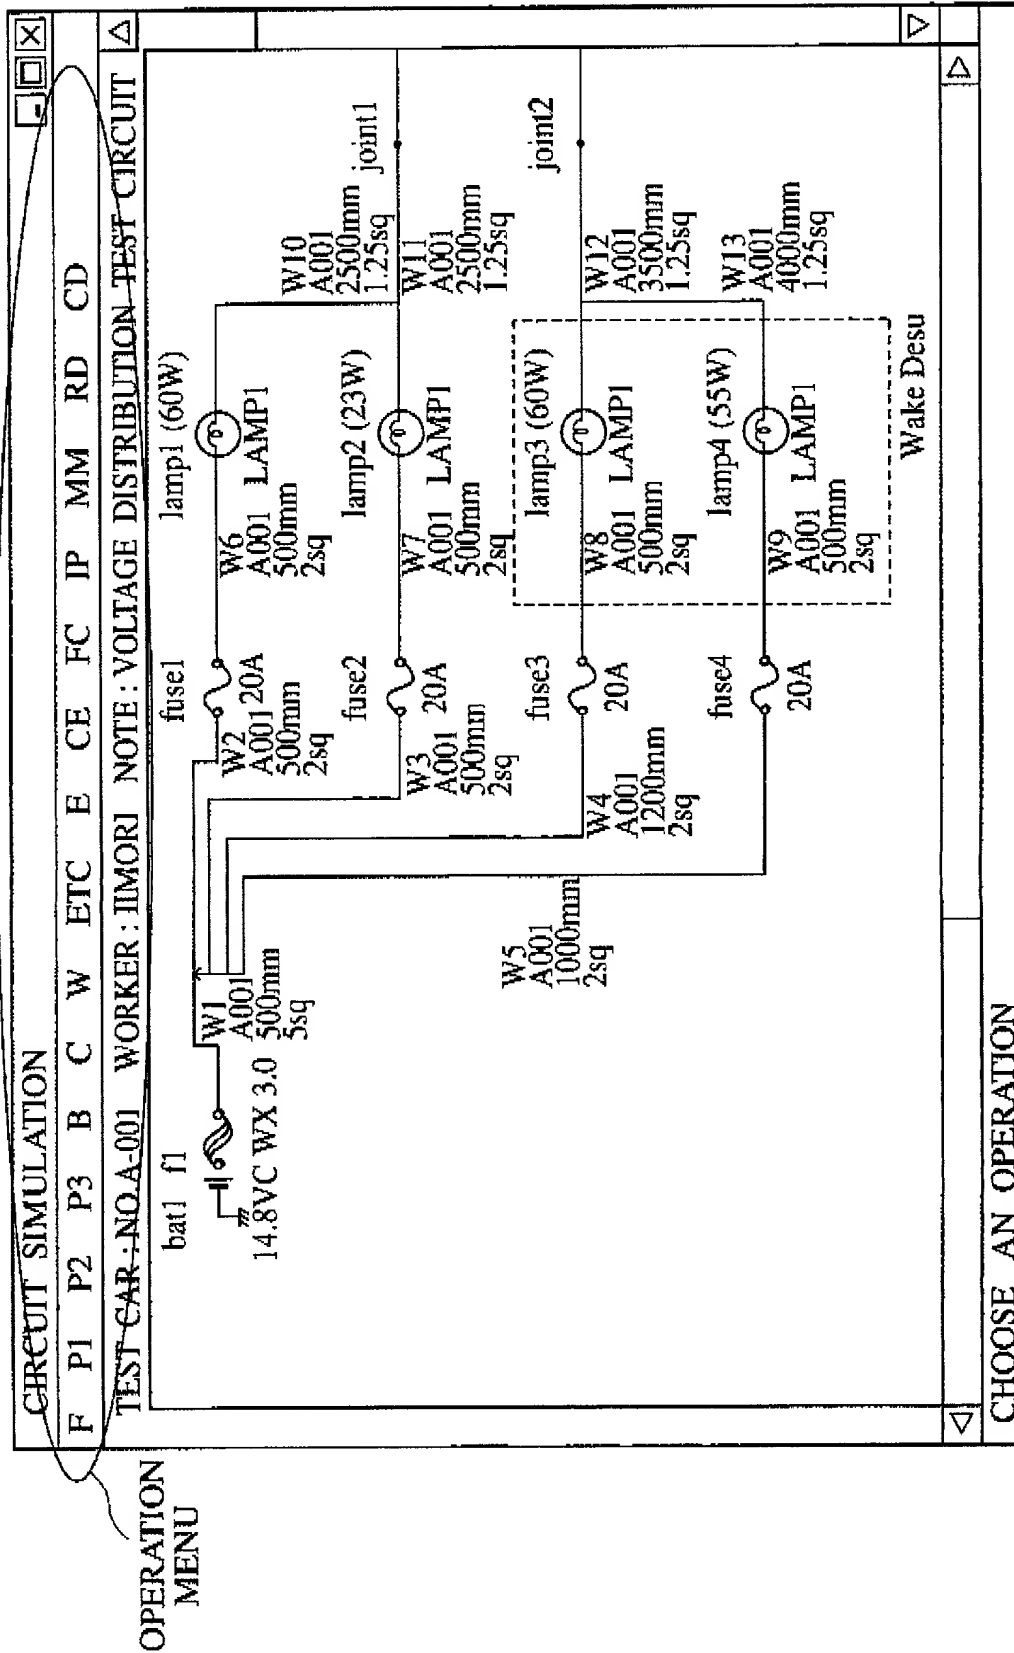 CIRCUIT SIMULATION
F P1 P2 P3 B C W ETC E CE FC IP MM RD CD
TEST CAR : NO.A-001 WORKER : IIMORI NOTE : VOLTAGE DISTRIBUTION TEST CIRCUIT
OPERATION
MENU
bat1 f1
14.8VC WX 3.0
W1
A001
500mm
5sq
fuse1
20A
W2
A001
500mm
2sq
lamp1 (60W)
LAMP1
W6
A001
500mm
2sq
W10
A001
2500mm
1.25sq
joint1
fuse2
20A
W3
A001
500mm
2sq
lamp2 (23W)
LAMP1
W7
A001
500mm
2sq
W11
A001
2500mm
1.25sq
joint2
fuse3
20A
W4
A001
1200mm
2sq
lamp3 (60W)
LAMP1
W8
A001
500mm
2sq
W12
A001
3500mm
1.25sq
W5
A001
1000mm
2sq
fuse4
20A
lamp4 (55W)
LAMP1
W9
A001
500mm
2sq
W13
A001
4000mm
1.25sq
Wake Desu
CHOOSE AN OPERATION